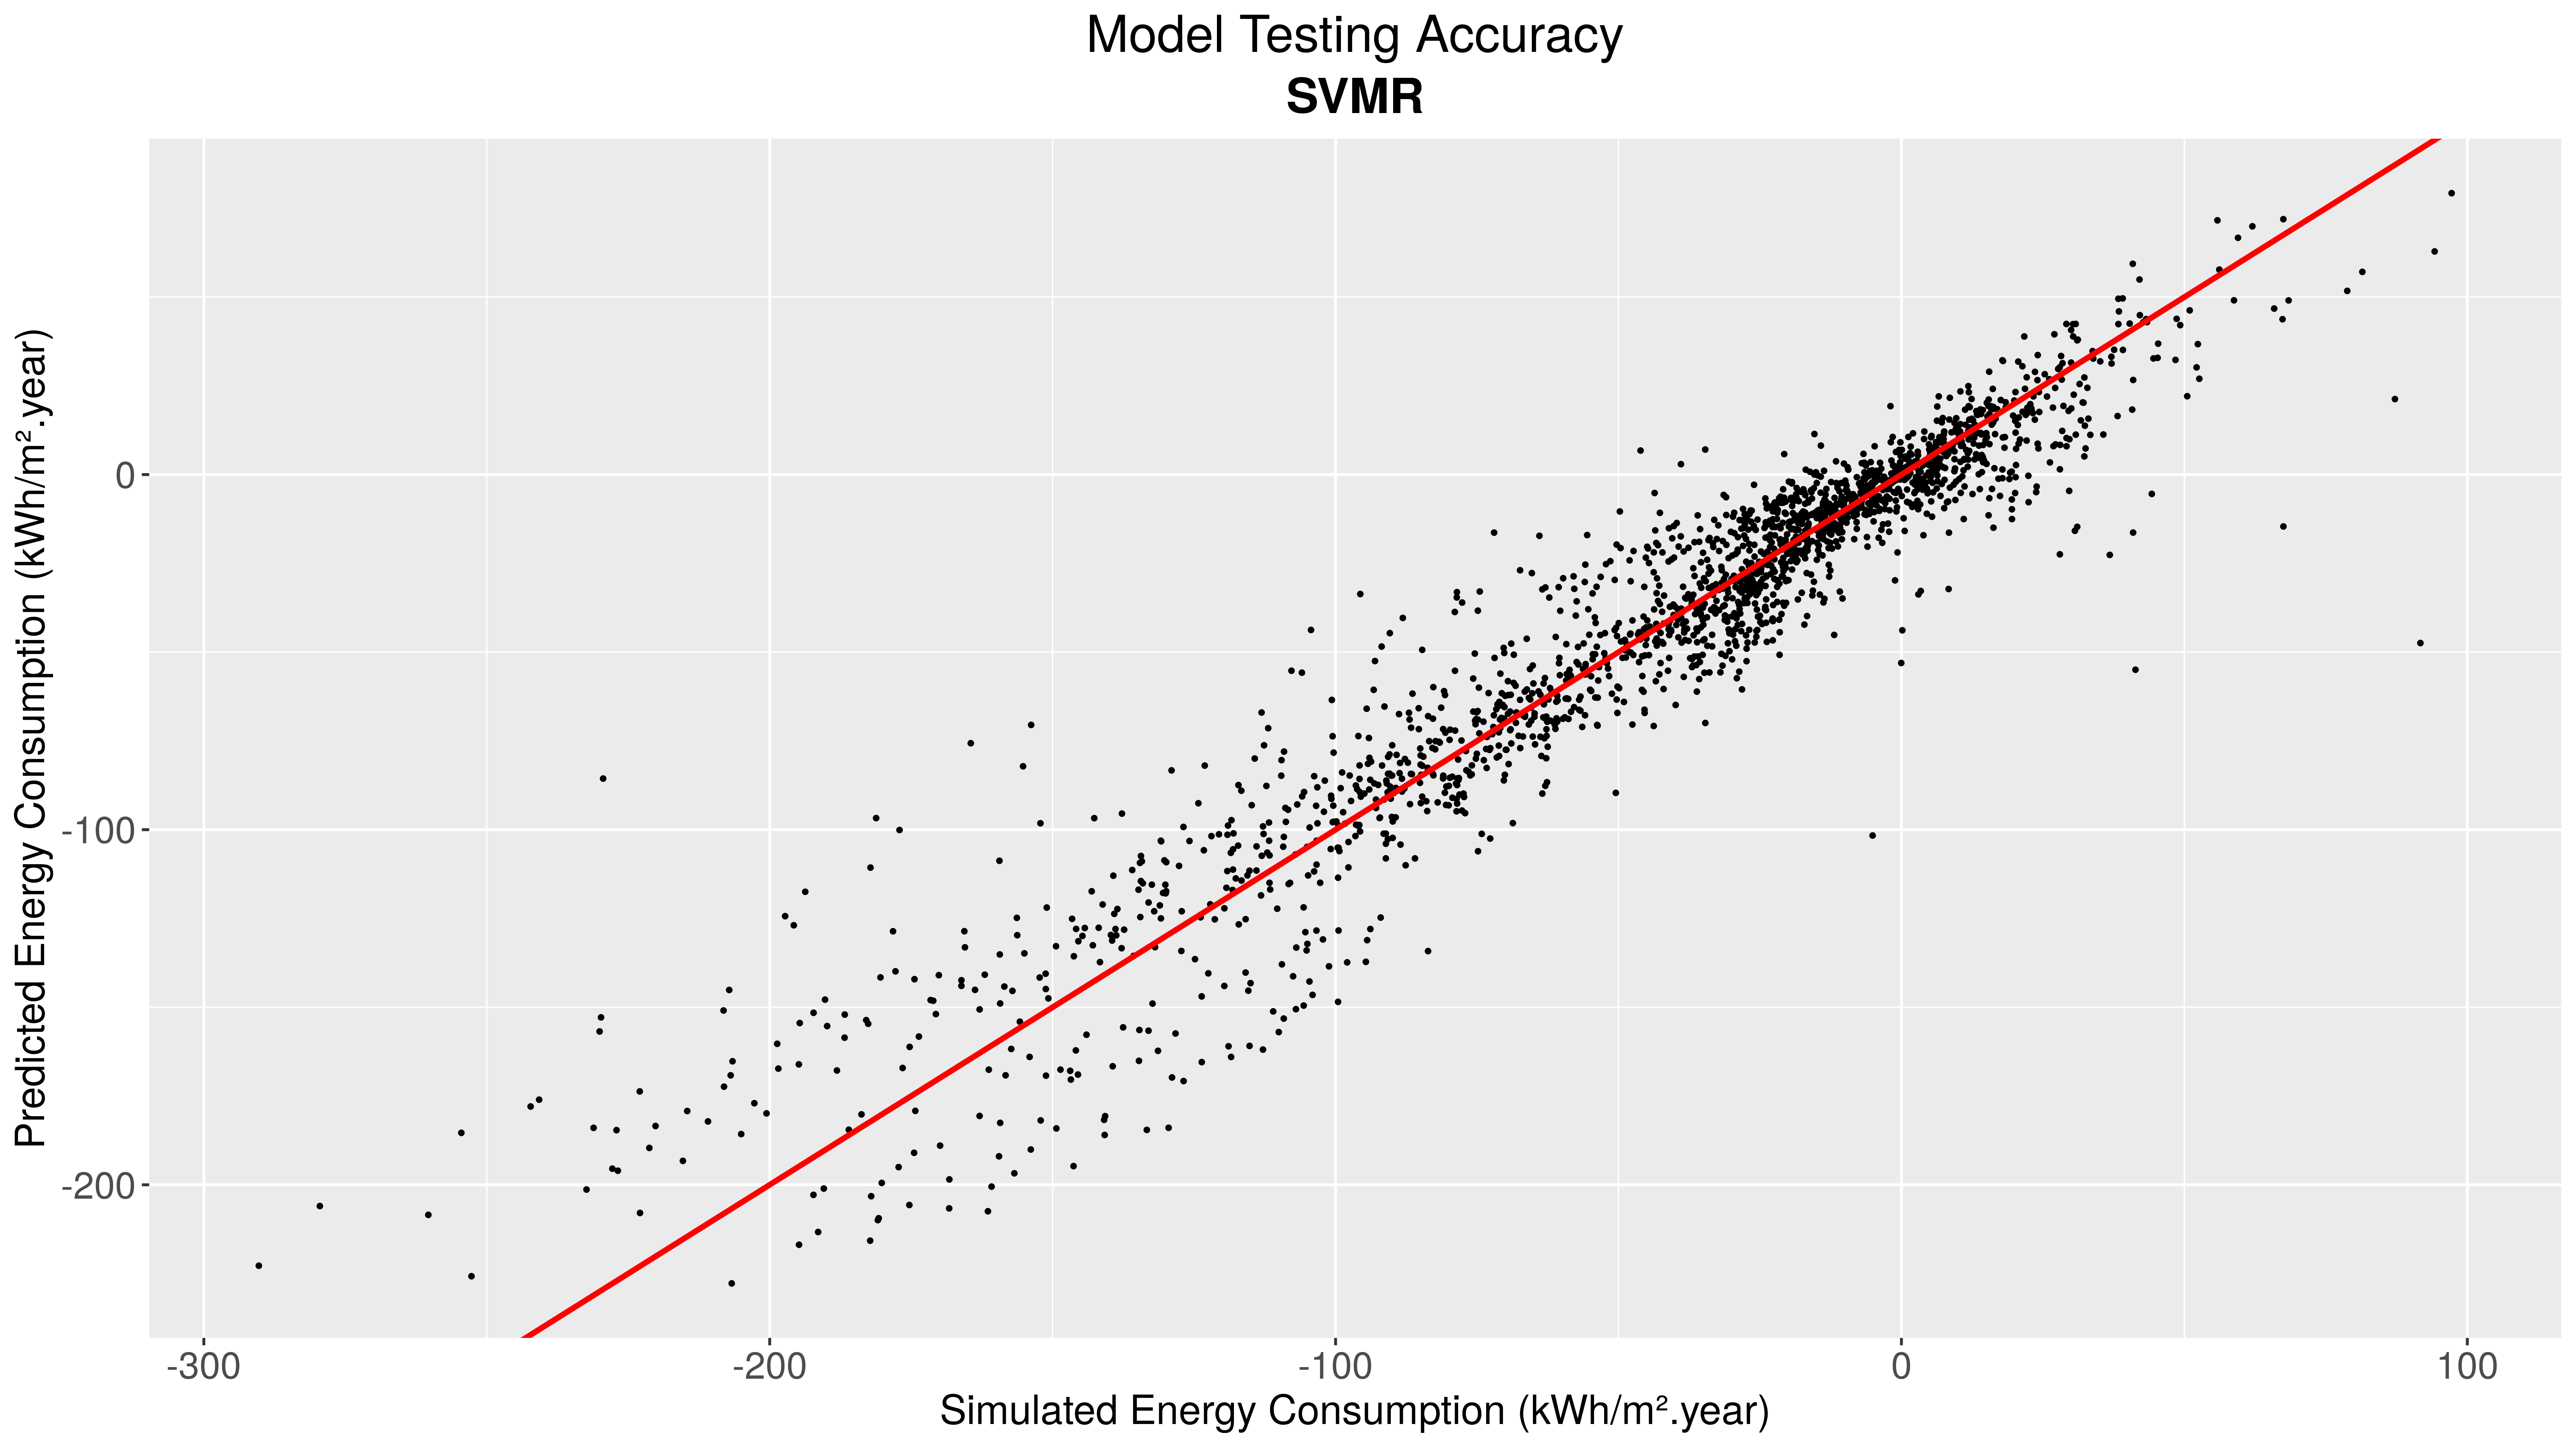 Model Testing Accuracy
SVMR
Predicted Energy Consumption (kWh/m².year)
0
-100
-200
-300
-200
-100
0
100
Simulated Energy Consumption (kWh/m².year)